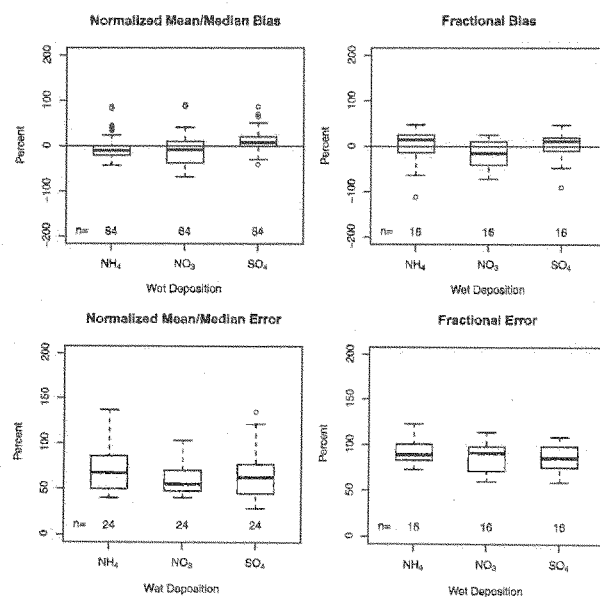 Normalized Mean/Median Bias
200
100
0
−100
−200
Percent
n= 64 64 64
NH₄ NO₃ SO₄
Wet Deposition
Fractional Bias
200
100
0
−100
−200
Percent
n= 16 16 16
NH₄ NO₃ SO₄
Wet Deposition
Normalized Mean/Median Error
200
150
100
50
0
Percent
n= 24 24 24
NH₄ NO₃ SO₄
Wet Deposition
Fractional Error
200
150
100
50
0
Percent
n= 16 16 16
NH₄ NO₃ SO₄
Wet Deposition